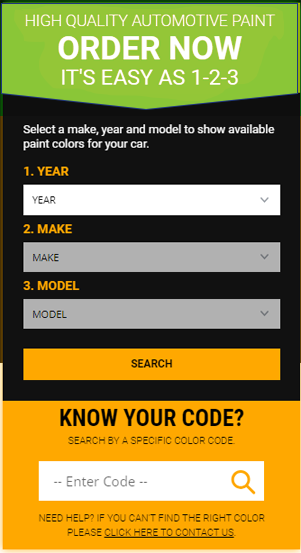 HIGH QUALITY AUTOMOTIVE PAINT
ORDER NOW
IT'S EASY AS 1-2-3
Select a make, year and model to show available
paint colors for your car.
1. YEAR
YEAR
2. MAKE
MAKE
3. MODEL
MODEL
SEARCH
KNOW YOUR CODE?
SEARCH BY A SPECIFIC COLOR CODE.
-- Enter Code --
NEED HELP? IF YOU CAN'T FIND THE RIGHT COLOR
PLEASE CLICK HERE TO CONTACT US.